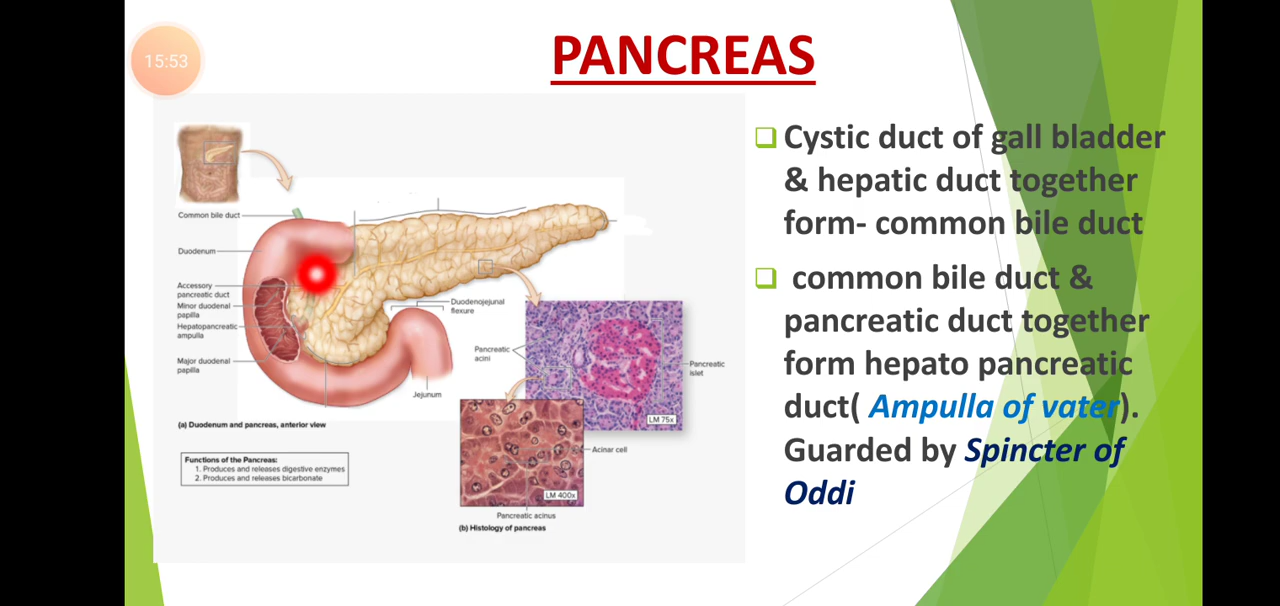 15:53
PANCREAS
Common bile duct
Duodenum
Accessory
pancreatic duct
Minor duodenal
papilla
Hepatopancreatic
ampulla
Major duodenal
papilla
Duodenojejunal
flexure
Jejunum
Pancreatic
acini
Pancreatic
islet
LM 75x
Acinar cell
LM 400x
Pancreatic acinus
(a) Duodenum and pancreas, anterior view
(b) Histology of pancreas
Functions of the Pancreas:
1. Produces and releases digestive enzymes
2. Produces and releases bicarbonate
Cystic duct of gall bladder
& hepatic duct together
form- common bile duct
common bile duct &
pancreatic duct together
form hepato pancreatic
duct( Ampulla of vater).
Guarded by Spincter of
Oddi